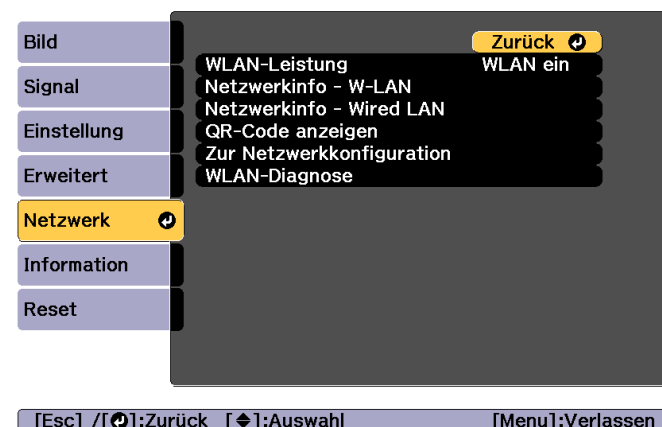 Bild
Signal
Einstellung
Erweitert
Netzwerk
Information
Reset
Zurück
WLAN-Leistung WLAN ein
Netzwerkinfo - W-LAN
Netzwerkinfo - Wired LAN
QR-Code anzeigen
Zur Netzwerkkonfiguration
WLAN-Diagnose
[Esc] /[⏎]:Zurück [◆]:Auswahl [Menu]:Verlassen